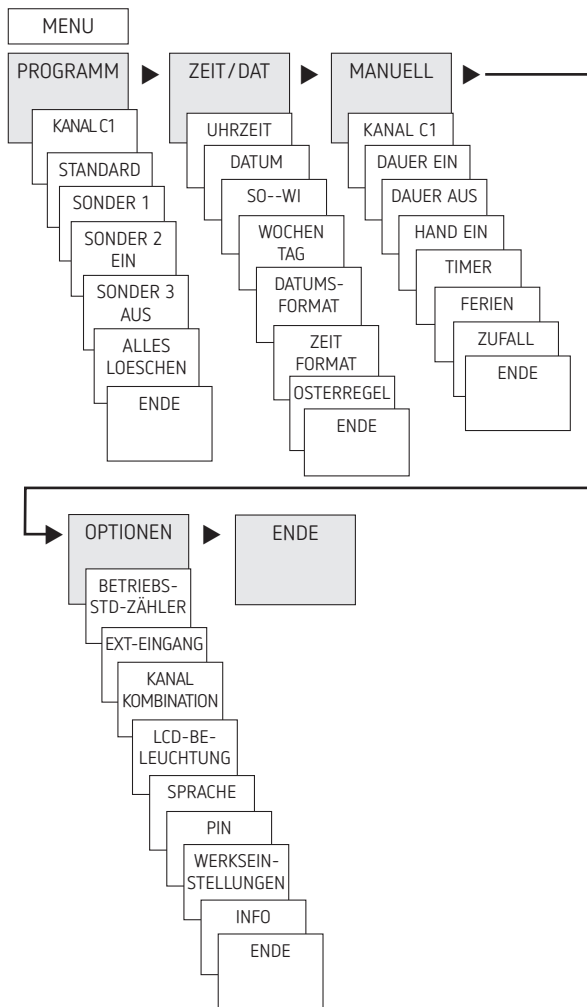 MENU
PROGRAMM
KANAL C1
STANDARD
SONDER 1
SONDER 2
EIN
SONDER 3
AUS
ALLES
LOESCHEN
ENDE
ZEIT/DAT
UHRZEIT
DATUM
SO--WI
WOCHEN
TAG
DATUMS-
FORMAT
ZEIT
FORMAT
OSTERREGEL
ENDE
MANUELL
KANAL C1
DAUER EIN
DAUER AUS
HAND EIN
TIMER
FERIEN
ZUFALL
ENDE
OPTIONEN
BETRIEBS-
STD-ZÄHLER
EXT-EINGANG
KANAL
KOMBINATION
LCD-BE-
LEUCHTUNG
SPRACHE
PIN
WERKSEIN-
STELLUNGEN
INFO
ENDE
ENDE